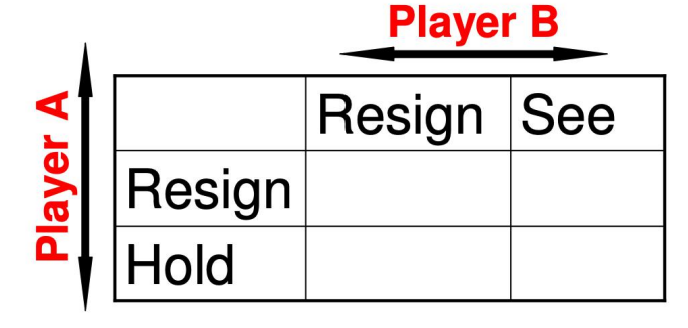 Player B
Player A
Resign See
Resign
Hold